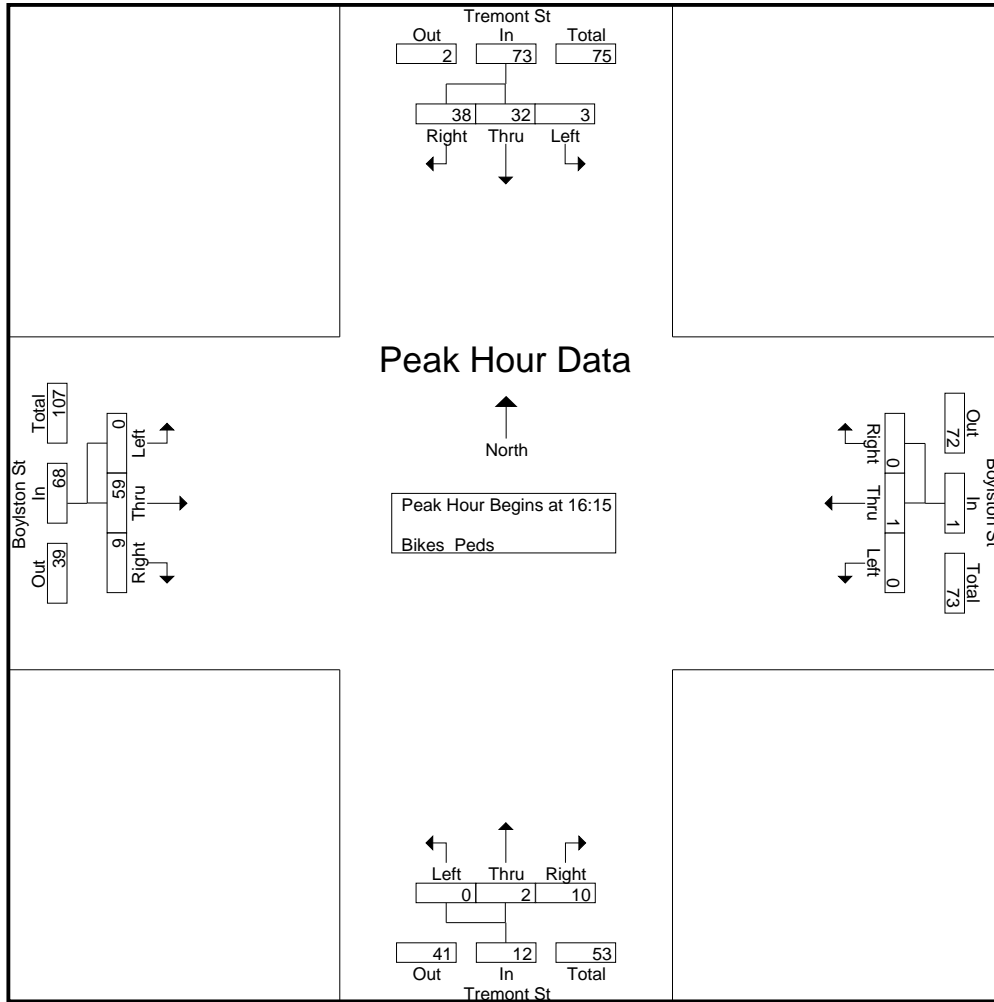 Tremont St
Out In Total
2 73 75
38 32 3
Right Thru Left
Peak Hour Data
North
Peak Hour Begins at 16:15
Bikes Peds
Boylston St
Total In Out
107 68 39
0 59 9
Left Thru Right
Right Thru Left
0 1 0
72 1 73
Out In Total
Boylston St
Left Thru Right
0 2 10
41 12 53
Out In Total
Tremont St